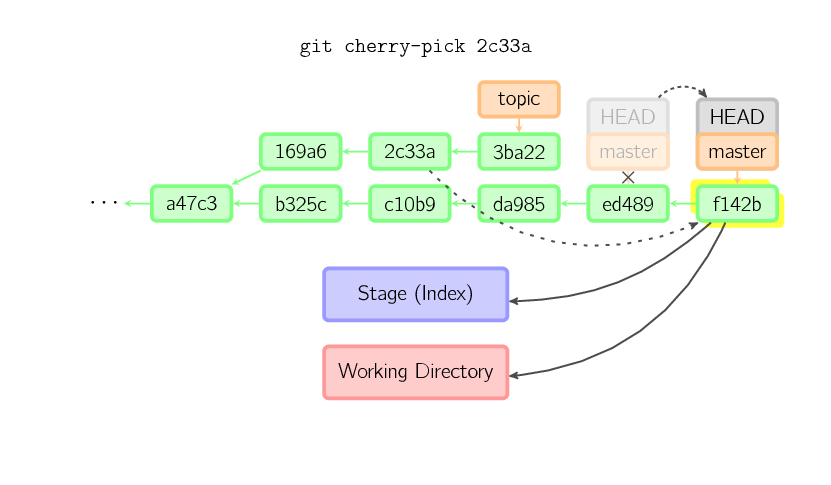 git cherry-pick 2c33a
topic
HEAD HEAD
169a6 2c33a 3ba22 master master
... a47c3 b325c c10b9 da985 ed489 f142b
Stage (Index)
Working Directory